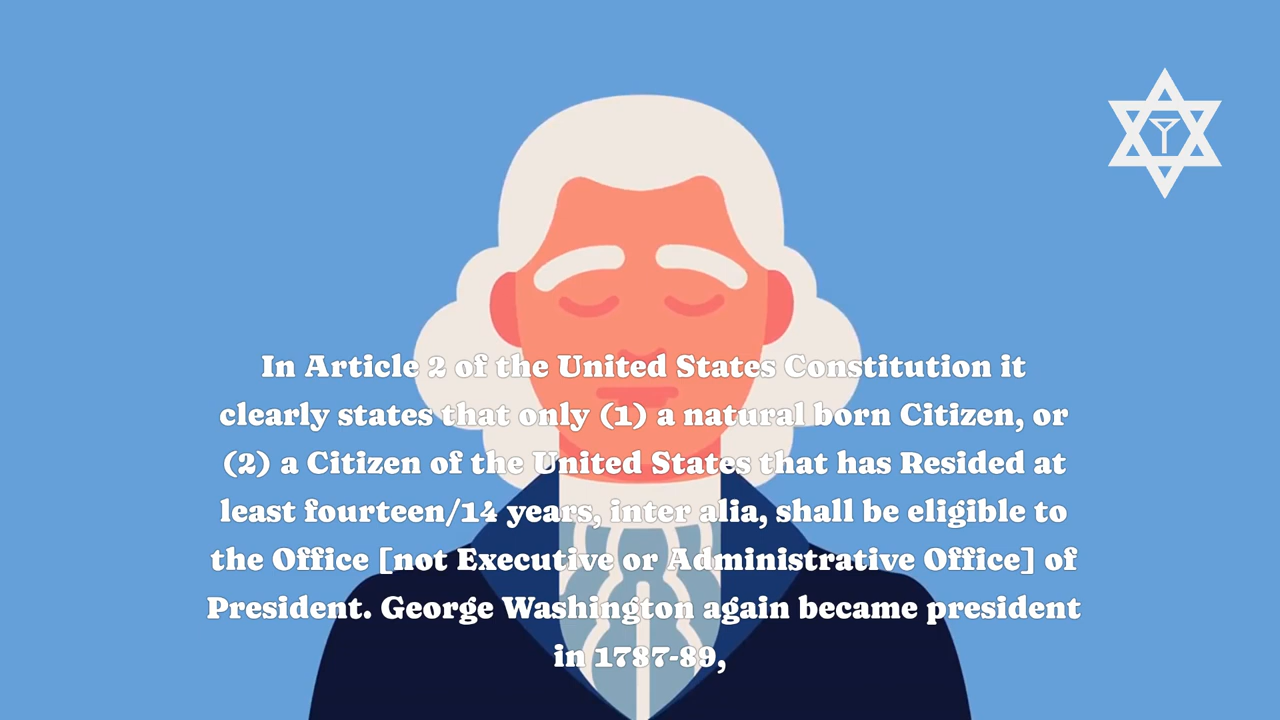 In Article 2 of the United States Constitution it
clearly states that only (1) a natural born Citizen, or
(2) a Citizen of the United States that has Resided at
least fourteen/14 years, inter alia, shall be eligible to
the Office [not Executive or Administrative Office] of
President. George Washington again became president
in 1787-89,